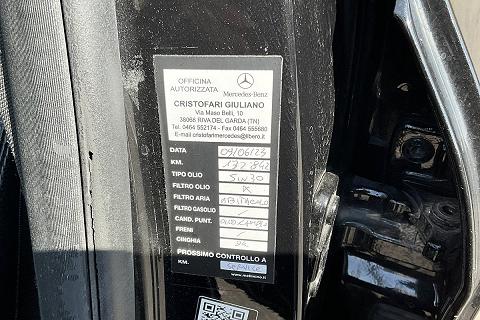 OFFICINA
AUTORIZZATA
Mercedes-Benz
CRISTOFARI GIULIANO
Via Maso Belli, 10
38066 RIVA DEL GARDA (TN)
Tel. 0464 552174 - Fax 0464 555680
E-mail cristofarimercedes@libero.it
DATA 09/06/23
KM.
TIPO OLIO 5W30
FILTRO OLIO X
FILTRO ARIA
FILTRO GASOLIO
CAND. PUNT.
FRENI
CINGHIA
PROSSIMO CONTROLLO A
KM. SERVICE